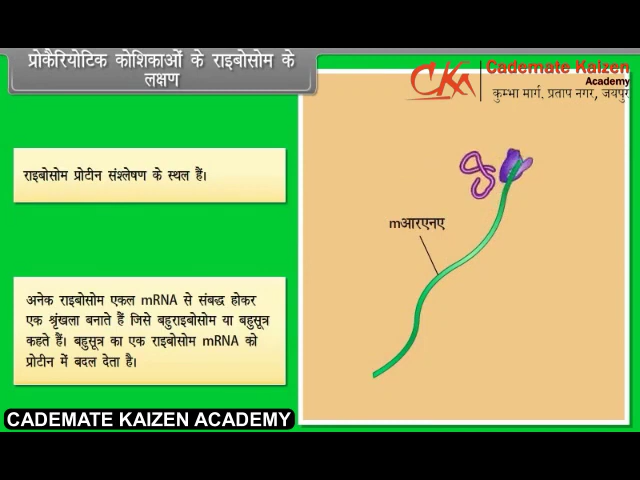 प्रोकैरियोटिक कोशिकाओं के राइबोसोम के
लक्षण
CKA
Cademate Kaizen
Academy
कुम्भा मार्ग. प्रताप नगर, जयपुर
राइबोसोम प्रोटीन संश्लेषण के स्थल हैं।
mआरएनए
अनेक राइबोसोम एकल mRNA से संबद्ध होकर
एक श्रृंखला बनाते हैं जिसे बहुराइबोसोम या बहुसूत्र
कहते हैं। बहुसूत्र का एक राइबोसोम mRNA को
प्रोटीन में बदल देता है।
CADEMATE KAIZEN ACADEMY